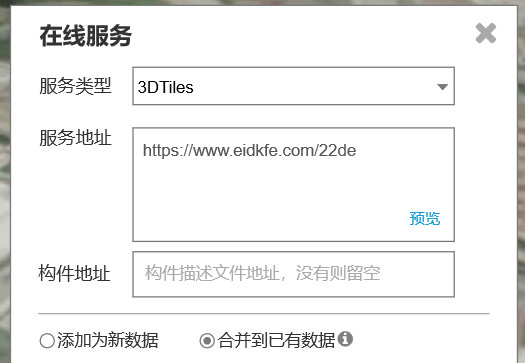 在线服务
服务类型 3DTiles
服务地址 https://www.eidkfe.com/22de
预览
构件地址 构件描述文件地址，没有则留空
添加为新数据 合并到已有数据